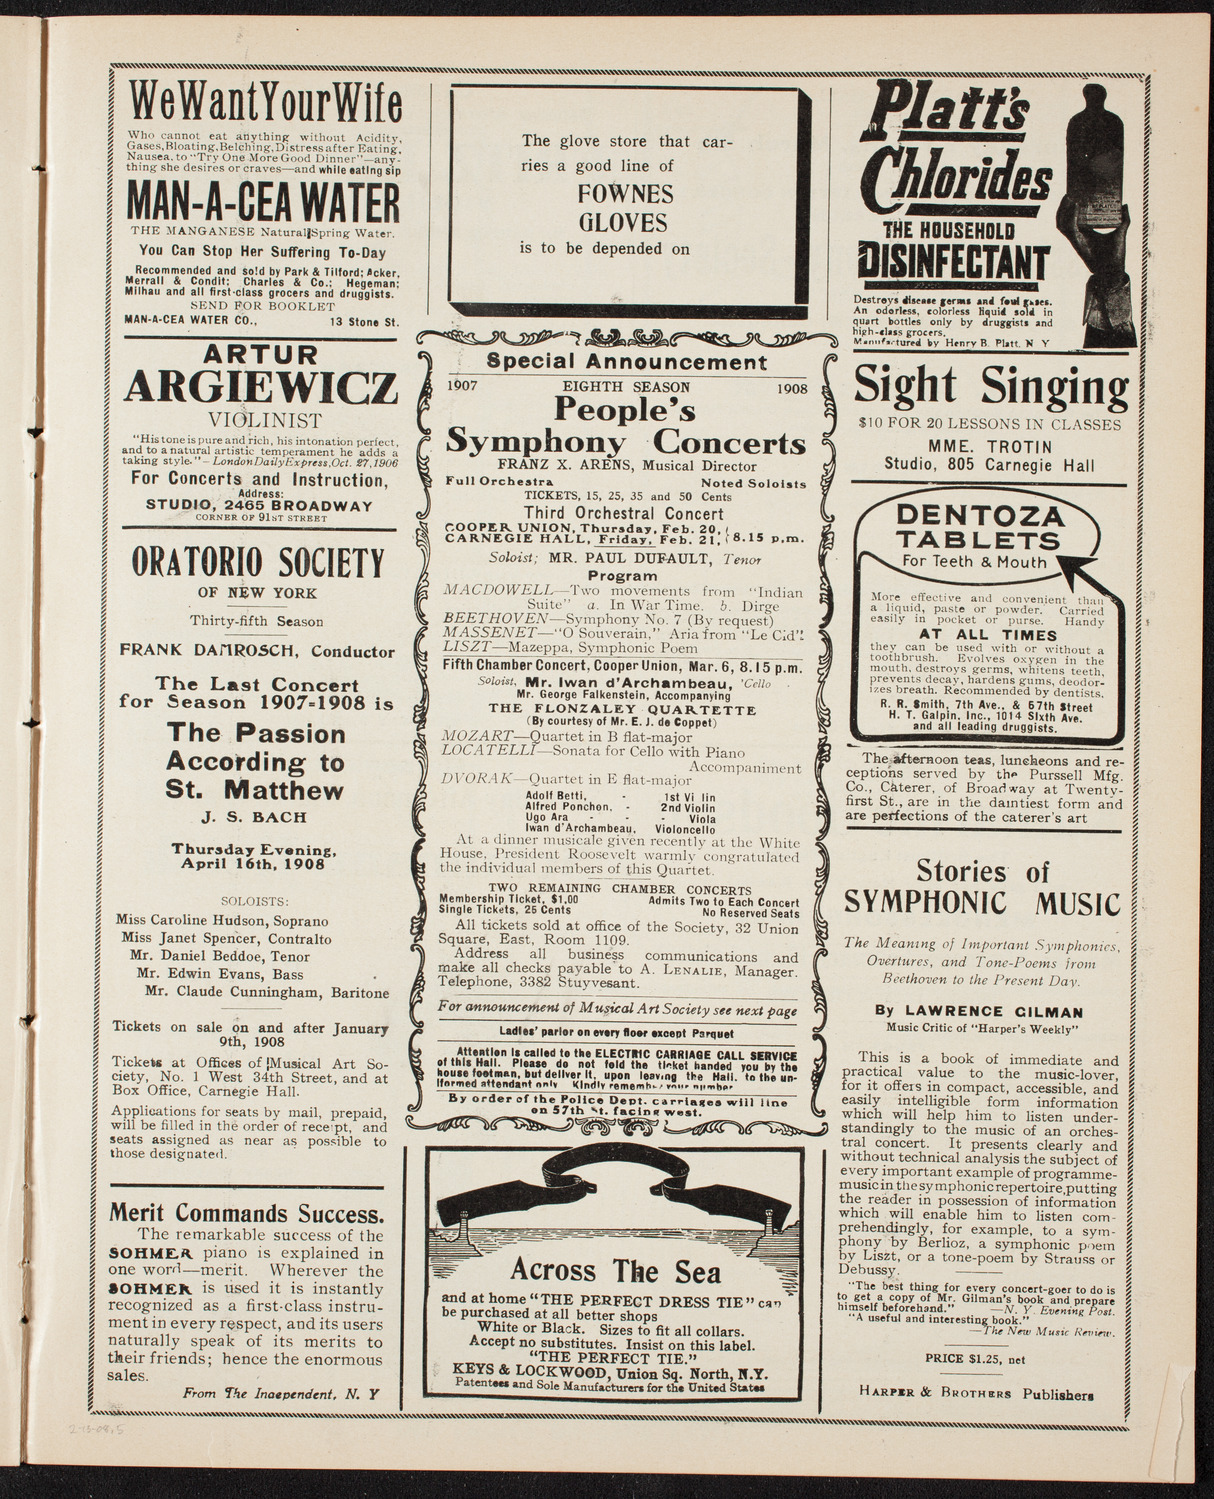 We Want Your Wife
Who cannot eat anything without Acidity,
Gases, Bloating, Belching, Distress after Eating,
Nausea, to "Try One More Good Dinner"—any-
thing she desires or craves—and while eating sip
MAN-A-CEA WATER
THE MANGANESE Natural Spring Water.
You Can Stop Her Suffering To-Day
Recommended and sold by Park & Tilford; Acker,
Merrall & Condit; Charles & Co.; Hegeman;
Milhau and all first-class grocers and druggists.
SEND FOR BOOKLET
MAN-A-CEA WATER CO., 13 Stone St.
ARTUR
ARGIEWICZ
VIOLINIST
"His tone is pure and rich, his intonation perfect,
and to a natural artistic temperament he adds a
taking style."—London Daily Express, Oct. 27, 1906
For Concerts and Instruction,
Address:
STUDIO, 2465 BROADWAY
CORNER OF 91ST STREET
ORATORIO SOCIETY
OF NEW YORK
Thirty-fifth Season
FRANK DAMROSCH, Conductor
The Last Concert
for Season 1907=1908 is
The Passion
According to
St. Matthew
J. S. BACH
Thursday Evening,
April 16th, 1908
SOLOISTS:
Miss Caroline Hudson, Soprano
Miss Janet Spencer, Contralto
Mr. Daniel Beddoe, Tenor
Mr. Edwin Evans, Bass
Mr. Claude Cunningham, Baritone
Tickets on sale on and after January
9th, 1908
Tickets at Offices of Musical Art So-
ciety, No. 1 West 34th Street, and at
Box Office, Carnegie Hall.
Applications for seats by mail, prepaid,
will be filled in the order of receipt, and
seats assigned as near as possible to
those designated.
Merit Commands Success.
The remarkable success of the
SOHMER piano is explained in
one word—merit. Wherever the
SOHMER is used it is instantly
recognized as a first-class instru-
ment in every respect, and its users
naturally speak of its merits to
their friends; hence the enormous
sales.
From The Independent, N. Y
2-13-08.5
The glove store that car-
ries a good line of
FOWNES
GLOVES
is to be depended on
Special Announcement
1907 EIGHTH SEASON 1908
People's
Symphony Concerts
FRANZ X. ARENS, Musical Director
Full Orchestra Noted Soloists
TICKETS, 15, 25, 35 and 50 Cents
Third Orchestral Concert
COOPER UNION, Thursday, Feb. 20,
CARNEGIE HALL, Friday, Feb. 21, 8.15 p.m.
Soloist; MR. PAUL DUFAULT, Tenor
Program
MACDOWELL—Two movements from "Indian
Suite" a. In War Time. b. Dirge
BEETHOVEN—Symphony No. 7 (By request)
MASSENET—"O Souverain," Aria from "Le Cid"
LISZT—Mazeppa, Symphonic Poem
Fifth Chamber Concert, Cooper Union, Mar. 6, 8.15 p.m.
Soloist, Mr. Iwan d'Archambeau, 'Cello
Mr. George Falkenstein, Accompanying
THE FLONZALEY QUARTETTE
(By courtesy of Mr. E. J. de Coppet)
MOZART—Quartet in B flat-major
LOCATELLI—Sonata for Cello with Piano
Accompaniment
DVORAK—Quartet in E flat-major
Adolf Betti, - 1st Vi lin
Alfred Ponchon, - 2nd Violin
Ugo Ara - - Viola
Iwan d'Archambeau, Violoncello
At a dinner musicale given recently at the White
House, President Roosevelt warmly congratulated
the individual members of this Quartet.
TWO REMAINING CHAMBER CONCERTS
Membership Ticket, $1.00 Admits Two to Each Concert
Single Tickets, 25 Cents No Reserved Seats
All tickets sold at office of the Society, 32 Union
Square, East, Room 1109.
Address all business communications and
make all checks payable to A. LENALIE, Manager.
Telephone, 3382 Stuyvesant.
For announcement of Musical Art Society see next page
Ladies' parlor on every floor except Parquet
Attention is called to the ELECTRIC CARRIAGE CALL SERVICE
of this Hall. Please do not fold the ticket handed you by the
house footman, but deliver it, upon leaving the Hall, to the un-
iformed attendant only Kindly remember your number
By order of the Police Dept. carriages will line
on 57th St. facing west.
Across The Sea
and at home "THE PERFECT DRESS TIE" can
be purchased at all better shops
White or Black. Sizes to fit all collars.
Accept no substitutes. Insist on this label.
"THE PERFECT TIE."
KEYS & LOCKWOOD, Union Sq. North, N.Y.
Patentees and Sole Manufacturers for the United States
Platt's
Chlorides
THE HOUSEHOLD
DISINFECTANT
Destroys disease germs and foul gases.
An odorless, colorless liquid sold in
quart bottles only by druggists and
high-class grocers.
Manufactured by Henry B. Platt, N Y
Sight Singing
$10 FOR 20 LESSONS IN CLASSES
MME. TROTIN
Studio, 805 Carnegie Hall
DENTOZA
TABLETS
For Teeth & Mouth
More effective and convenient than
a liquid, paste or powder. Carried
easily in pocket or purse. Handy
AT ALL TIMES
they can be used with or without a
toothbrush. Evolves oxygen in the
mouth, destroys germs, whitens teeth,
prevents decay, hardens gums, deodor-
izes breath. Recommended by dentists.
R. R. Smith, 7th Ave., & 57th Street
H. T. Galpin, Inc., 1014 Sixth Ave.
and all leading druggists.
The afternoon teas, luncheons and re-
ceptions served by the Purssell Mfg.
Co., Caterer, of Broadway at Twenty-
first St., are in the daintiest form and
are perfections of the caterer's art
Stories of
SYMPHONIC MUSIC
The Meaning of Important Symphonies,
Overtures, and Tone-Poems from
Beethoven to the Present Day.
By LAWRENCE GILMAN
Music Critic of "Harper's Weekly"
This is a book of immediate and
practical value to the music-lover,
for it offers in compact, accessible, and
easily intelligible form information
which will help him to listen under-
standingly to the music of an orches-
tral concert. It presents clearly and
without technical analysis the subject of
every important example of programme-
music in the symphonic repertoire, putting
the reader in possession of information
which will enable him to listen com-
prehendingly, for example, to a sym-
phony by Berlioz, a symphonic poem
by Liszt, or a tone-poem by Strauss or
Debussy.
"The best thing for every concert-goer to do is
to get a copy of Mr. Gilman's book and prepare
himself beforehand." —N. Y. Evening Post.
"A useful and interesting book."
—The New Music Review.
PRICE $1.25, net
HARPER & BROTHERS Publishers